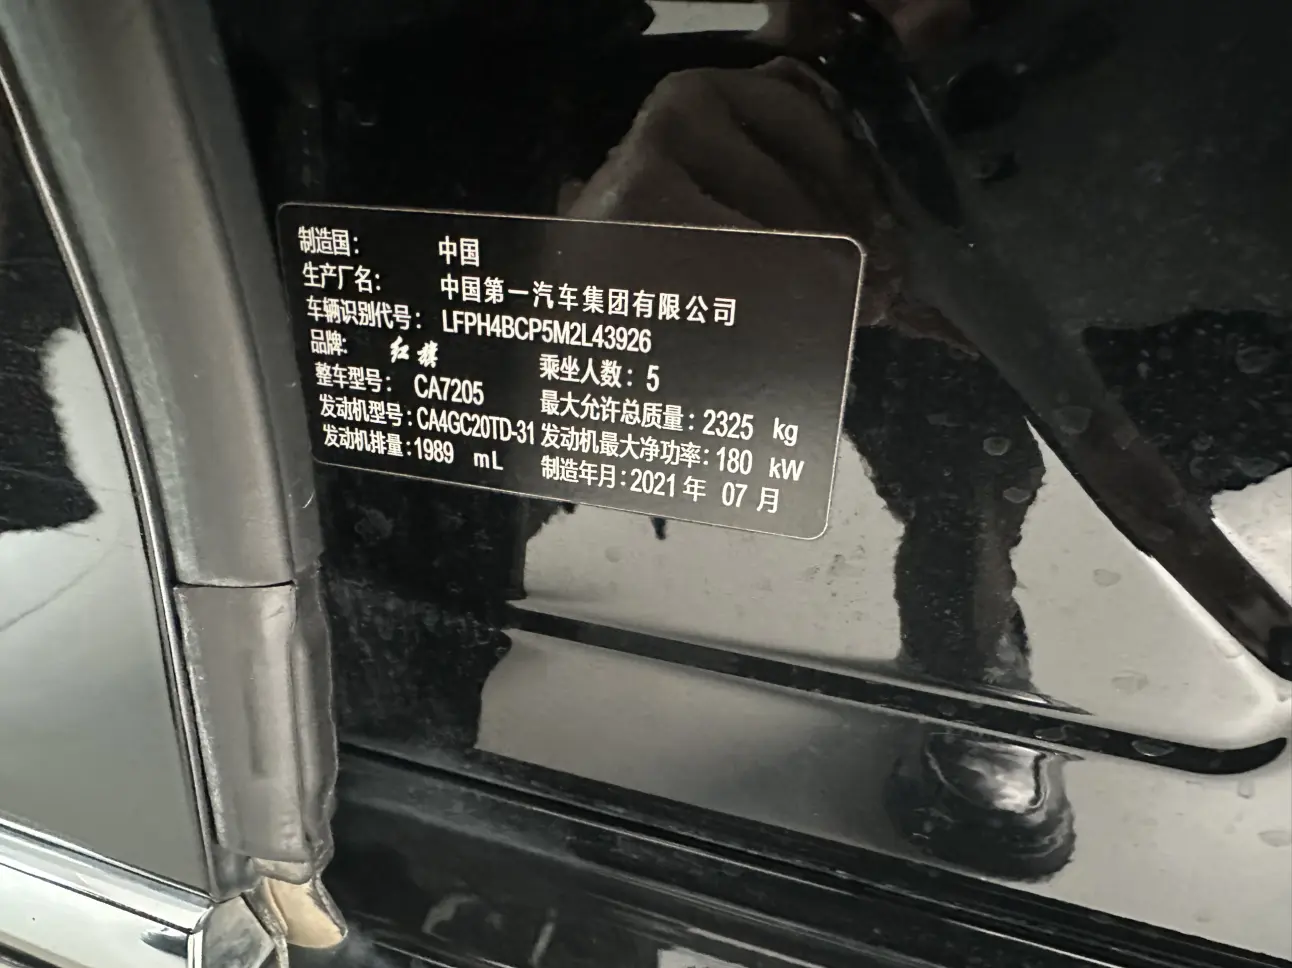 制造国： 中国
生产厂名： 中国第一汽车集团有限公司
车辆识别代号： LFPH4BCP5M2L43926
品牌: 红旗 乘坐人数： 5
整车型号： CA7205 最大允许总质量：2325 kg
发动机型号：CA4GC20TD-31 发动机最大净功率：180 kW
发动机排量：1989 mL 制造年月：2021 年 07 月